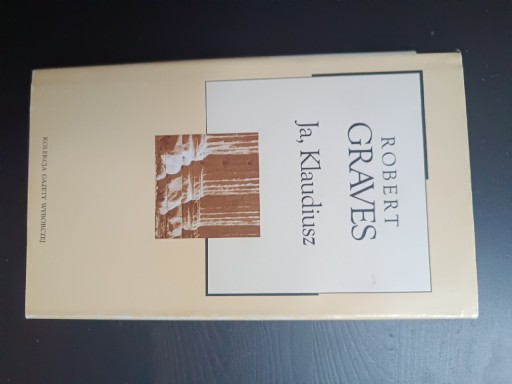 ROBERT
GRAVES
Ja, Klaudiusz
KOLEKCJA GAZETY WYBORCZEJ